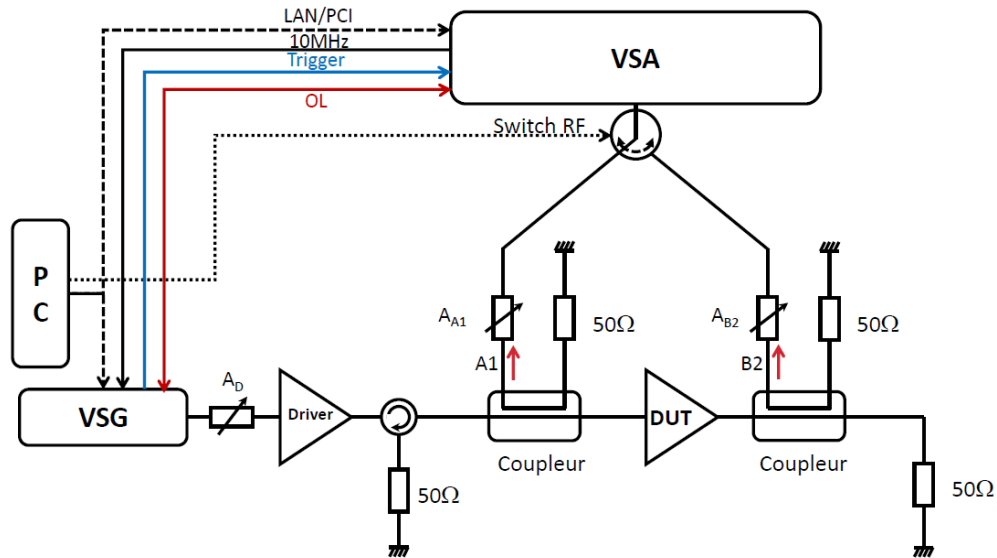 LAN/PCI
10MHz
Trigger
OL
VSA
Switch RF
P
C
A_A1
50Ω
A_B2
50Ω
A1
B2
A_D
VSG
Driver
DUT
Coupleur
Coupleur
50Ω
50Ω